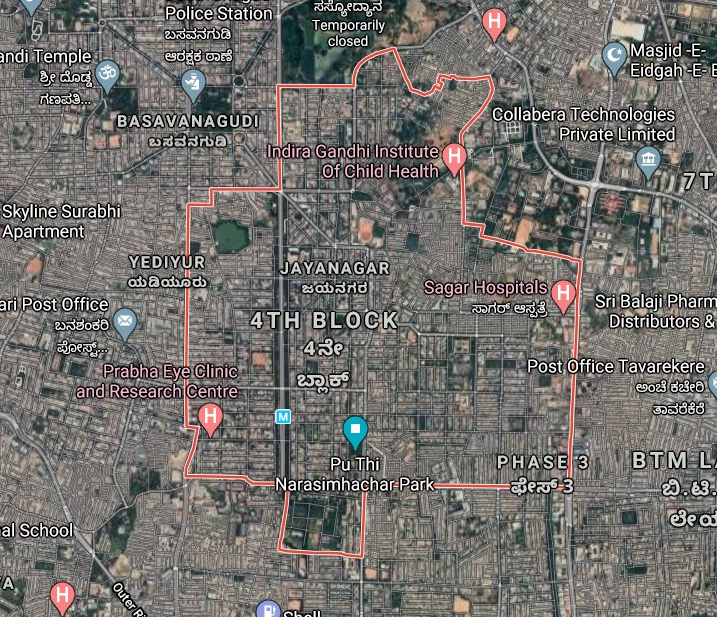 Police Station
ಬಸವನಗುಡಿ
ಆರಕ್ಷಕ ಠಾಣೆ
ಸಸ್ಯೋದ್ಯಾನ
Temporarily
closed
Masjid -E-
Eidgah -E- E
andi Temple
ಶ್ರೀ ದೊಡ್ಡ
ಗಣಪತಿ...
BASAVANAGUDI
ಬಸವನಗುಡಿ
Collabera Technologies
Private Limited
Indira Gandhi Institute
Of Child Health
7T
Skyline Surabhi
Apartment
YEDIYUR
ಯಡಿಯೂರು
JAYANAGAR
ಜಯನಗರ
Sagar Hospitals
ಸಾಗರ್ ಆಸ್ಪತ್ರೆ
ari Post Office
ಬನಶಂಕರಿ
ಪೋಸ್ಟ್...
4TH BLOCK
4ನೇ
ಬ್ಲಾಕ್
Sri Balaji Pharm
Distributors &
Prabha Eye Clinic
and Research Centre
Post Office Tavarekere
ಅಂಚೆ ಕಚೇರಿ
ತಾವರೆಕೆರೆ
M
Pu Thi
Narasimhachar Park
PHASE 3
ಫೇಸ್ 3
BTM LA
ಬಿ.ಟಿ.
ಲೇಯ
al School
Outer Ri
Shell